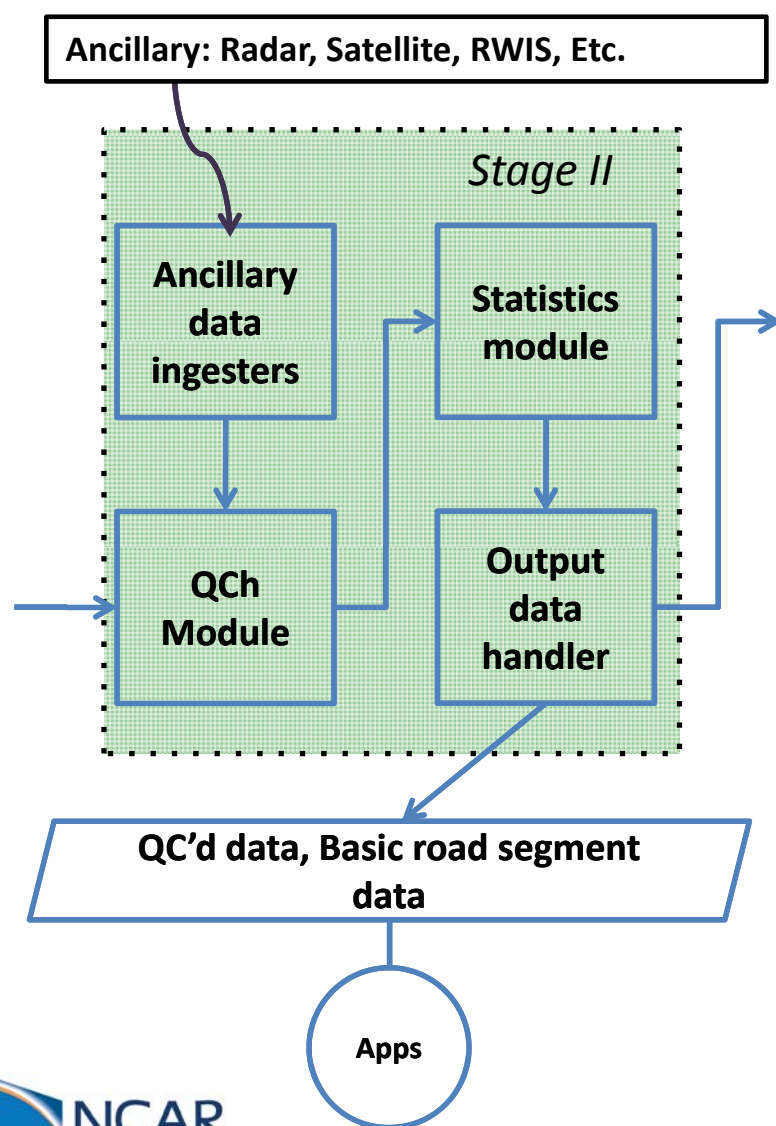 Ancillary: Radar, Satellite, RWIS, Etc.
Stage II
Ancillary
data
ingesters
Statistics
module
QCh
Module
Output
data
handler
QC’d data, Basic road segment
data
Apps
NCAR